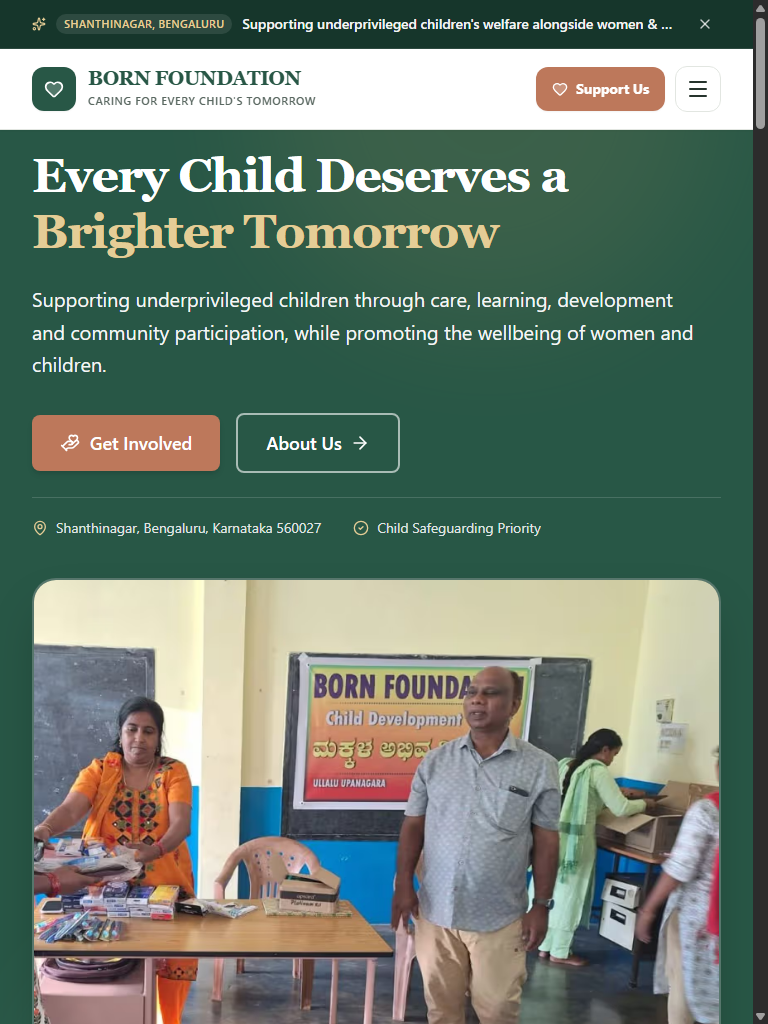 SHANTHINAGAR, BENGALURU Supporting underprivileged children's welfare alongside women & ...
BORN FOUNDATION
CARING FOR EVERY CHILD'S TOMORROW
Support Us
Every Child Deserves a
Brighter Tomorrow
Supporting underprivileged children through care, learning, development
and community participation, while promoting the wellbeing of women and
children.
Get Involved
About Us
Shanthinagar, Bengaluru, Karnataka 560027
Child Safeguarding Priority
BORN FOUNDA
Child Development
ಮಕ್ಕಳ ಅಭಿವ
ULLALU UPANAGARA